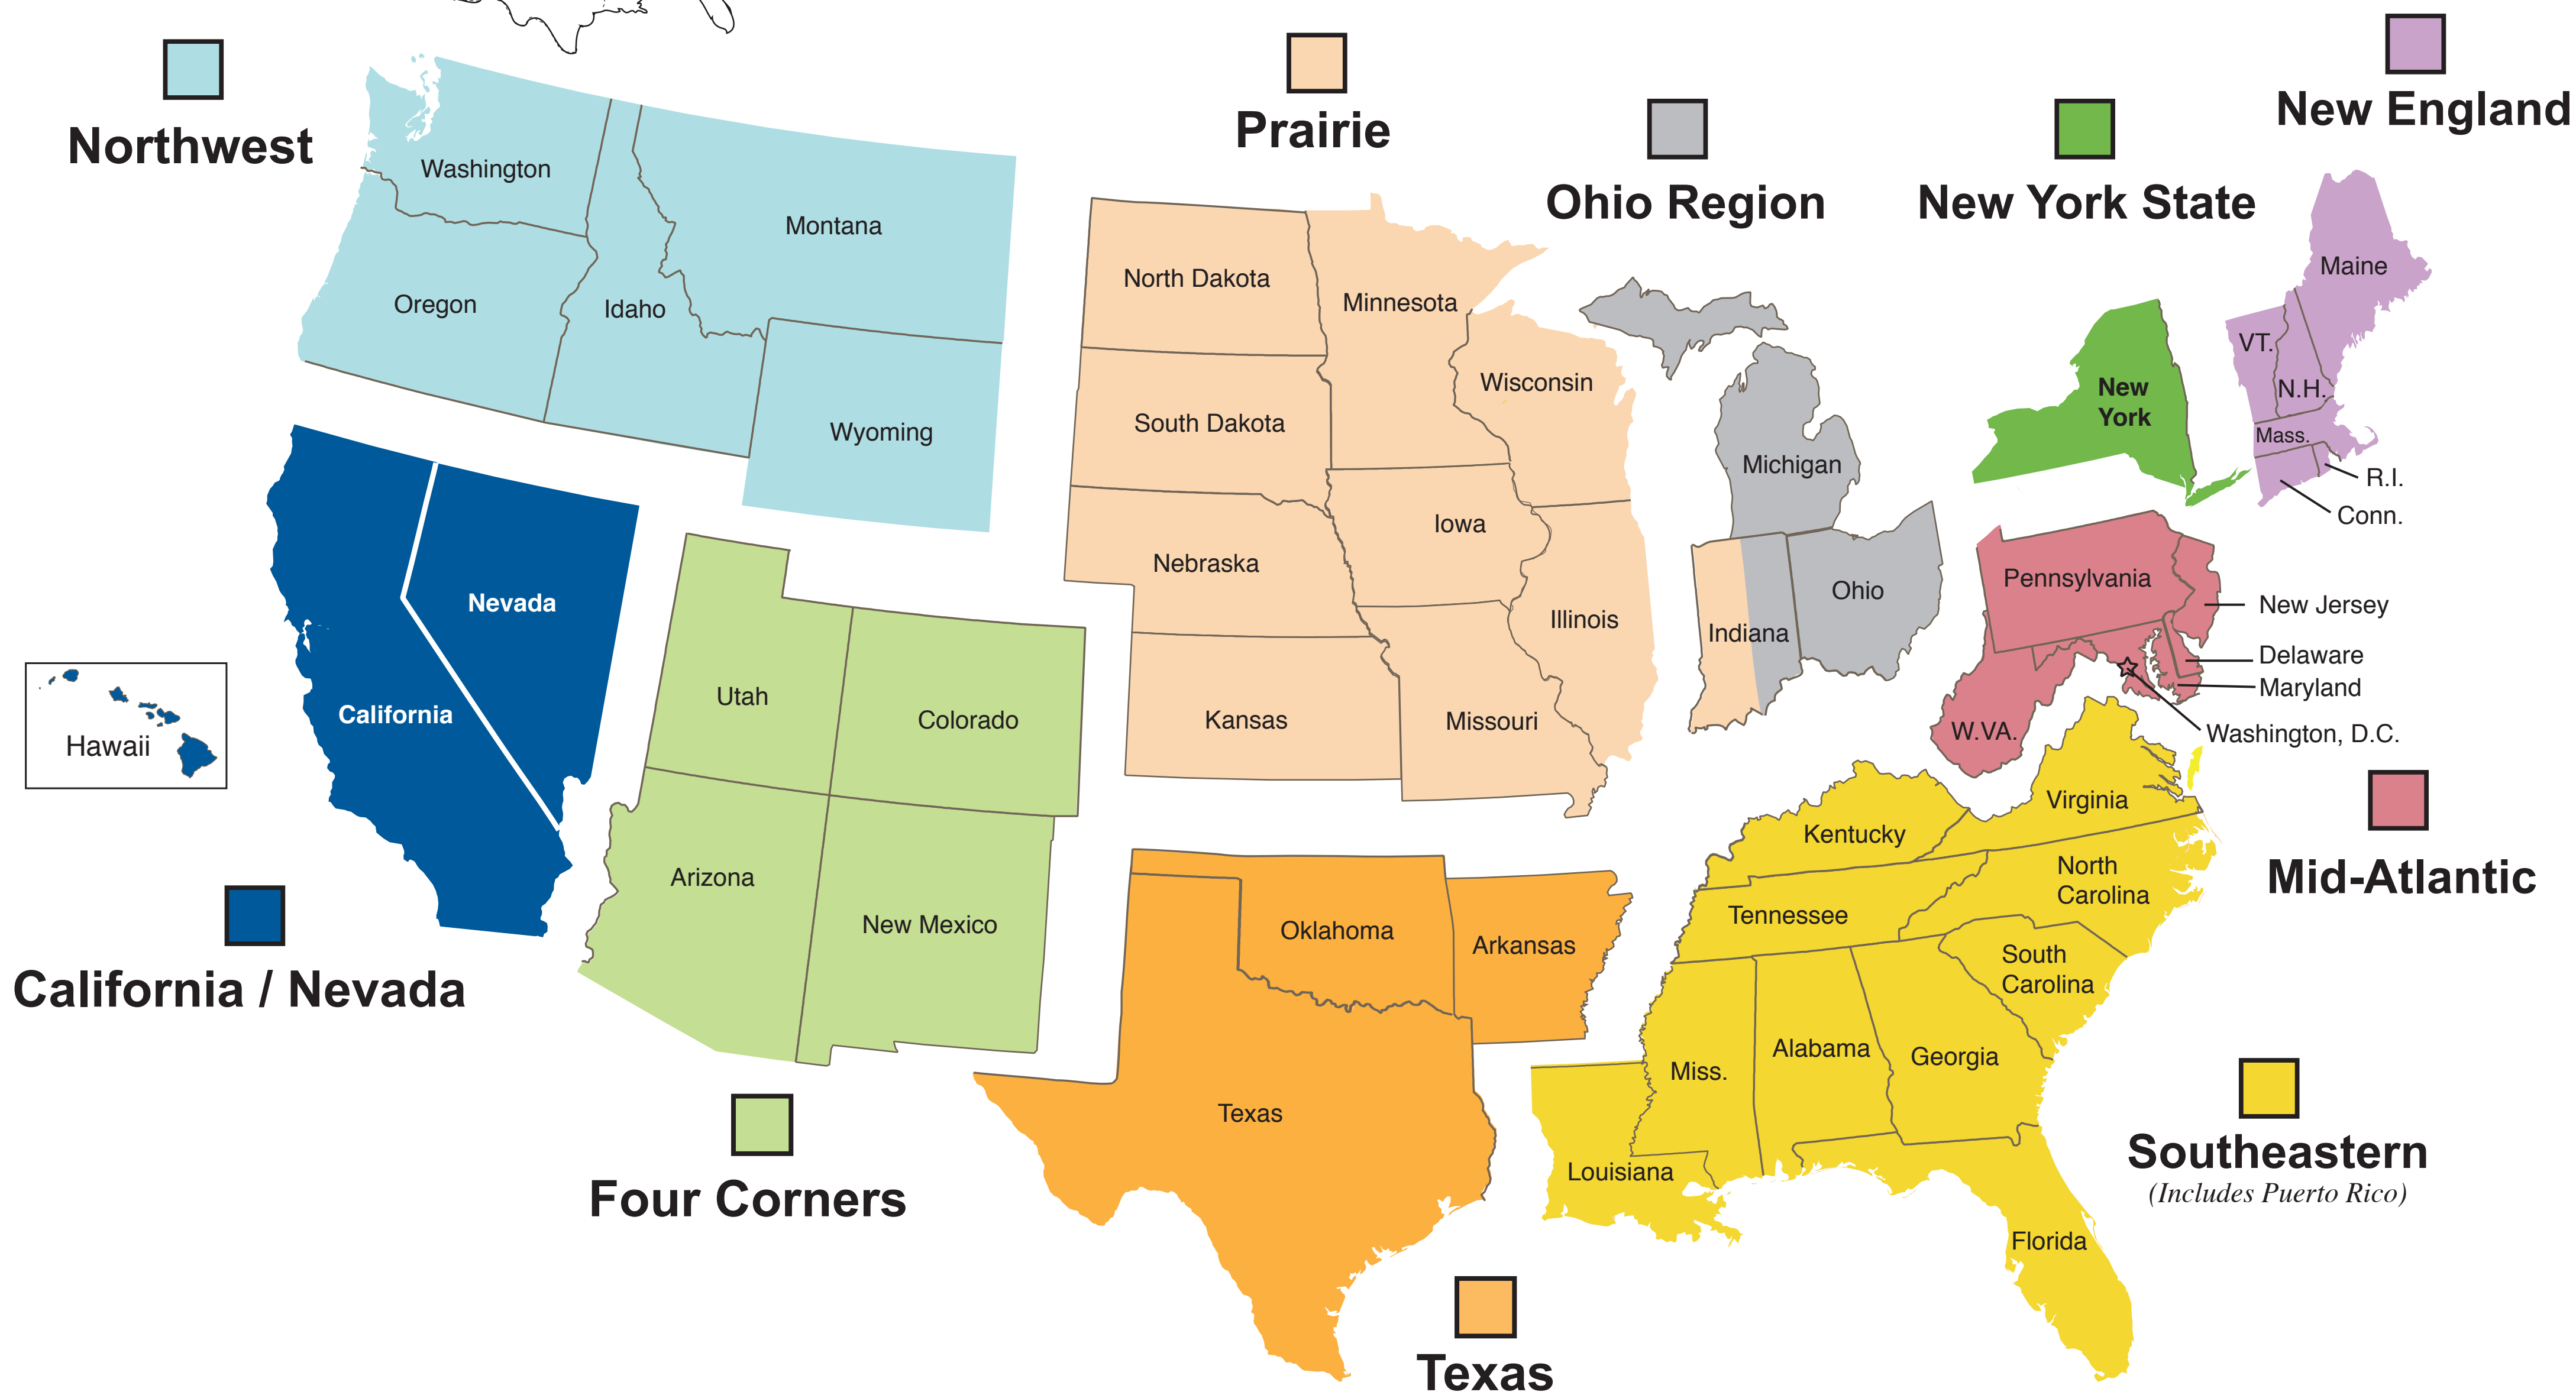 Northwest
Washington
Oregon
Idaho
Montana
Wyoming
Prairie
North Dakota
Minnesota
South Dakota
Wisconsin
Nebraska
Iowa
Illinois
Kansas
Missouri
Ohio Region
Michigan
Indiana
Ohio
New York State
New
York
New England
Maine
VT.
N.H.
Mass.
R.I.
Conn.
Pennsylvania
New Jersey
Delaware
Maryland
Washington, D.C.
W.VA.
Mid-Atlantic
Nevada
California
Hawaii
California / Nevada
Utah
Colorado
Arizona
New Mexico
Four Corners
Oklahoma
Arkansas
Texas
Texas
Virginia
Kentucky
North
Carolina
Tennessee
South
Carolina
Miss.
Alabama
Georgia
Louisiana
Florida
Southeastern
(Includes Puerto Rico)